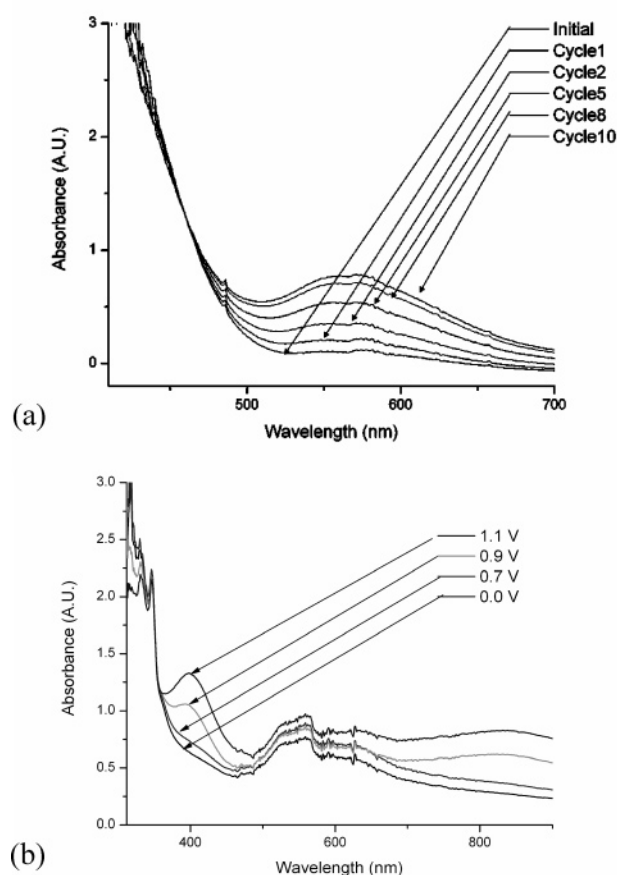 3
2
1
0
Absorbance (A.U.)
Initial
Cycle1
Cycle2
Cycle5
Cycle8
Cycle10
500
600
700
Wavelength (nm)
(a)
3.0
2.5
2.0
1.5
1.0
0.5
0.0
Absorbance (A.U.)
1.1 V
0.9 V
0.7 V
0.0 V
400
600
800
Wavelength (nm)
(b)